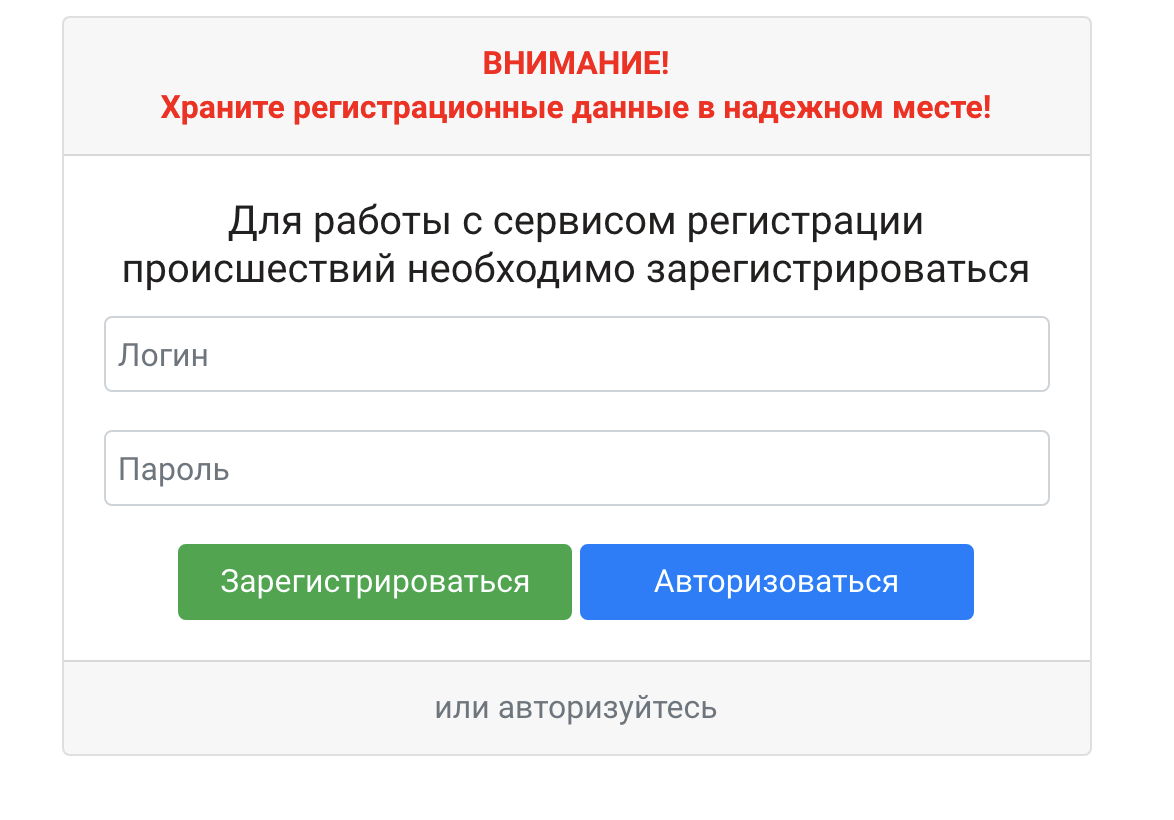 ВНИМАНИЕ!
Храните регистрационные данные в надежном месте!
Для работы с сервисом регистрации
происшествий необходимо зарегистрироваться
Логин
Пароль
Зарегистрироваться
Авторизоваться
или авторизуйтесь